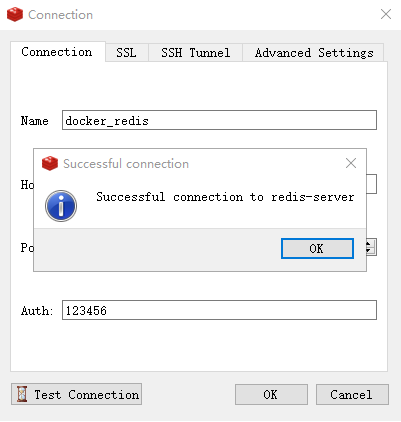 Connection
Connection SSL SSH Tunnel Advanced Settings
Name docker_redis
Successful connection
Ho
Successful connection to redis-server
Po
OK
Auth: 123456
Test Connection OK Cancel